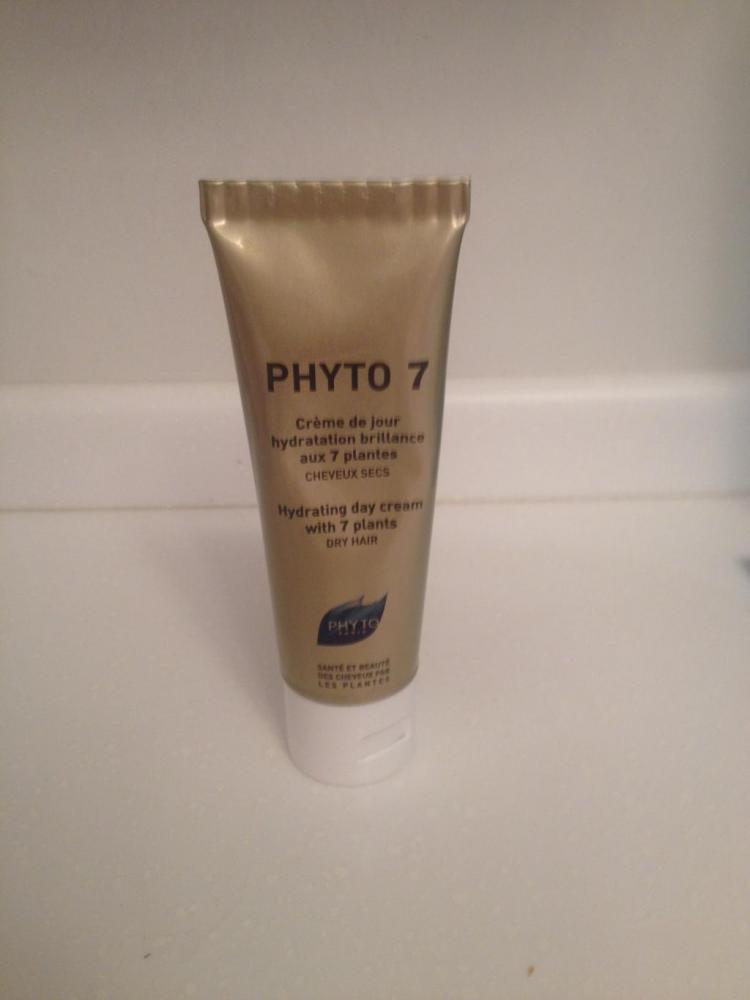 PHYTO 7
Crème de jour
hydratation brillance
aux 7 plantes
CHEVEUX SECS
Hydrating day cream
with 7 plants
DRY HAIR
PHYTO
PARIS
SANTÉ ET BEAUTÉ
DES CHEVEUX PAR
LES PLANTES